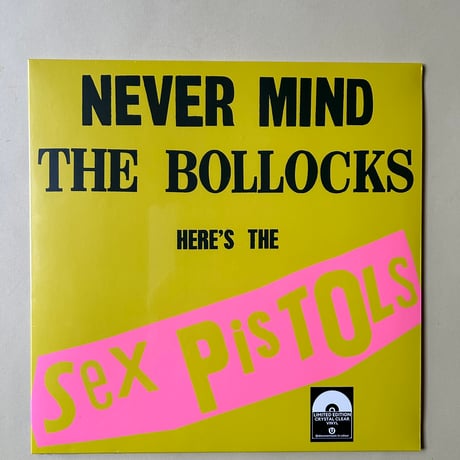 NEVER MIND
THE BOLLOCKS
HERE'S THE
Sex PiSTOLs
LIMITED EDITION
CRYSTAL CLEAR
VINYL